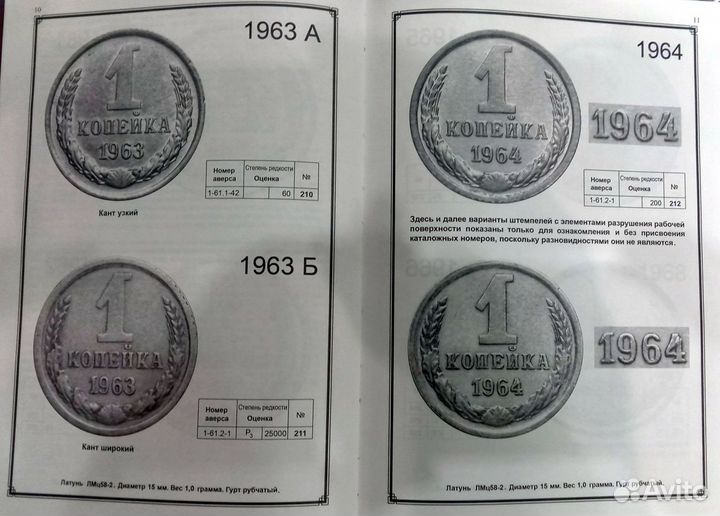 10
1963 А
1
КОПЕЙКА
1963
Номер аверса
Степень редкости
Оценка
№
1-61.1-42 60 210
Кант узкий
1963 Б
1
КОПЕЙКА
1963
Номер аверса
Степень редкости
Оценка
№
1-61.2-1 Р3 25000 211
Кант широкий
Латунь ЛМц58-2. Диаметр 15 мм. Вес 1,0 грамма. Гурт рубчатый.
11
1964
1
КОПЕЙКА
1964
1964
Номер аверса
Степень редкости
Оценка
№
1-61.2-1 200 212
Здесь и далее варианты штемпелей с элементами разрушения рабочей
поверхности показаны только для ознакомления и без присвоения
каталожных номеров, поскольку разновидностями они не являются.
1
КОПЕЙКА
1964
1964
Латунь ЛМц58-2. Диаметр 15 мм. Вес 1,0 грамма. Гурт рубчатый.
Avito